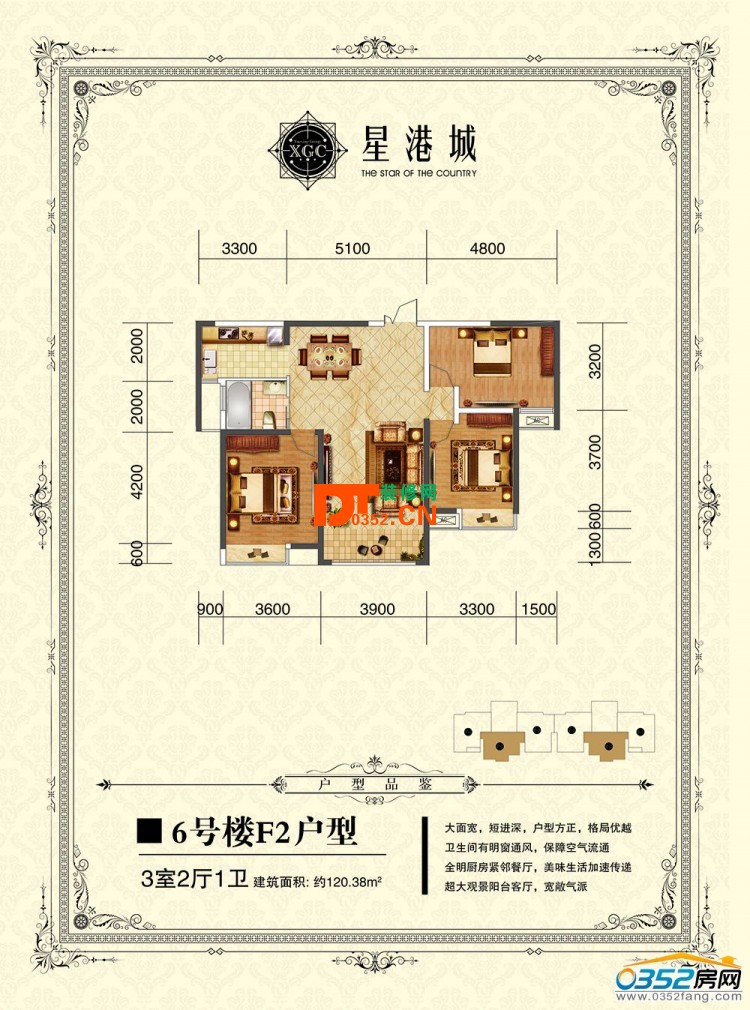 XGC
星港城
THE STAR OF THE COUNTRY
3300 5100 4800
2000
2000
4200
600
3200
3700
600
1300
装修网
DT0352.CN
900 3600 3900 3300 1500
户型品鉴
6号楼F2户型
3室2厅1卫 建筑面积: 约120.38m²
大面宽，短进深，户型方正，格局优越
卫生间有明窗通风，保障空气流通
全明厨房紧邻餐厅，美味生活加速传递
超大观景阳台客厅，宽敞气派
0352房网
www.0352fang.com